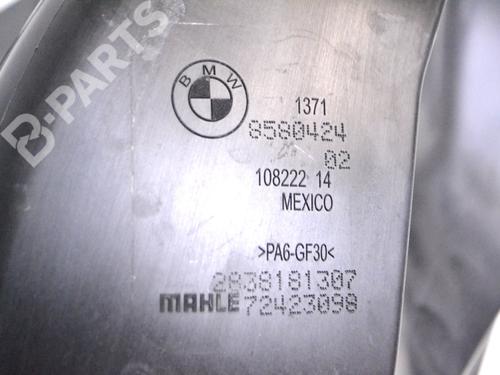 B-PARTS
BMW
1371
8580424
02
108222 14
MEXICO
>PA6-GF30<
2838181307
MAHLE 72423098